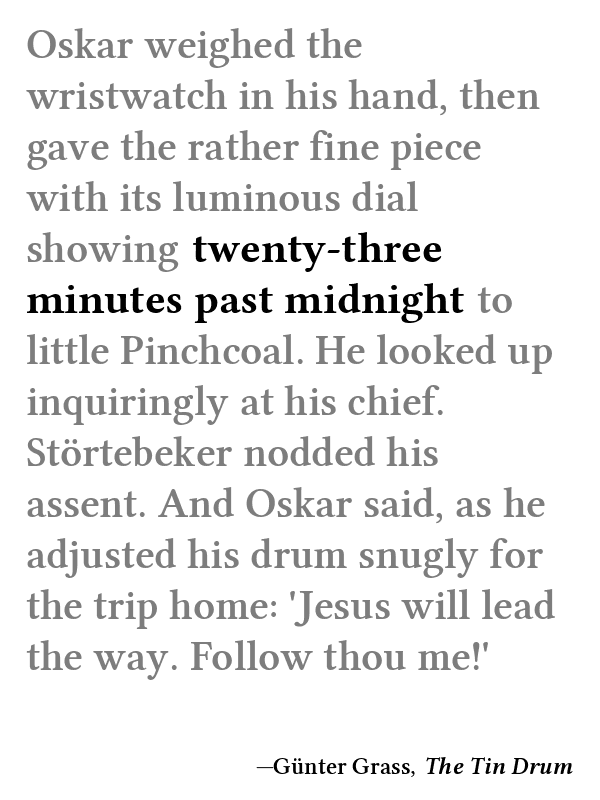 Oskar weighed the
wristwatch in his hand, then
gave the rather fine piece
with its luminous dial
showing twenty-three
minutes past midnight to
little Pinchcoal. He looked up
inquiringly at his chief.
Störtebeker nodded his
assent. And Oskar said, as he
adjusted his drum snugly for
the trip home: 'Jesus will lead
the way. Follow thou me!'
—Günter Grass, The Tin Drum